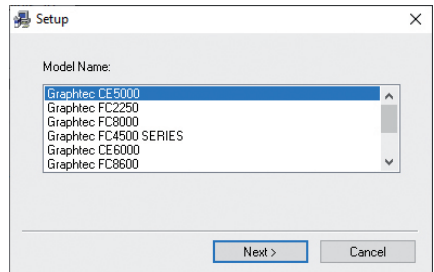 Setup
Model Name:
Graphtec CE5000
Graphtec FC2250
Graphtec FC8000
Graphtec FC4500 SERIES
Graphtec CE6000
Graphtec FC8600
Next >
Cancel